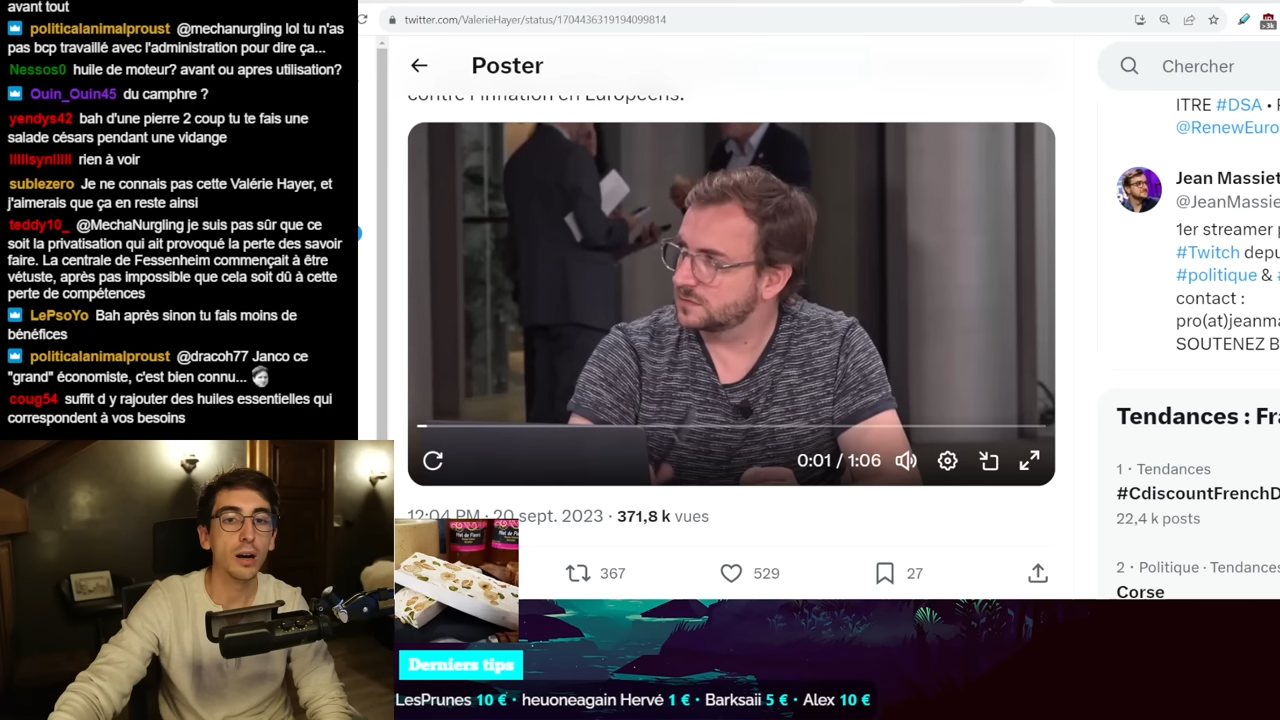 avant tout
politicalanimalproust @mechanurgling lol tu n'as
pas bcp travaillé avec l'administration pour dire ça...
Nessos0 huile de moteur? avant ou apres utilisation?
Ouin_Ouin45 du camphre ?
yendys42 bah d'une pierre 2 coup tu te fais une
salade césars pendant une vidange
rien à voir
sublezero Je ne connais pas cette Valérie Hayer, et
j'aimerais que ça en reste ainsi
teddy10_ @MechaNurgling je suis pas sûr que ce
soit la privatisation qui ait provoqué la perte des savoir
faire. La centrale de Fessenheim commençait à être
vétuste, après pas impossible que cela soit dû à cette
perte de compétences
LePsoYo Bah après sinon tu fais moins de
bénéfices
politicalanimalproust @dracoh77 Janco ce
"grand" économiste, c'est bien connu...
coug54 suffit d y rajouter des huiles essentielles qui
correspondent à vos besoins
twitter.com/ValerieHayer/status/1704436319194099814
>3k
Poster
contre l'inflation en Européens.
0:01 / 1:06
12:04 PM · 20 sept. 2023 · 371,8 k vues
367
529
27
Chercher
ITRE #DSA •
@RenewEuro
Jean Massiet
@JeanMassie
1er streamer p
#Twitch depu
#politique &
contact :
pro(at)jeanma
SOUTENEZ B
Tendances : Fra
1 · Tendances
#CdiscountFrenchD
22,4 k posts
2 · Politique · Tendances
Corse
Derniers tips
LesPrunes 10 € · heuoneagain Hervé 1 € · Barksaii 5 € · Alex 10 €